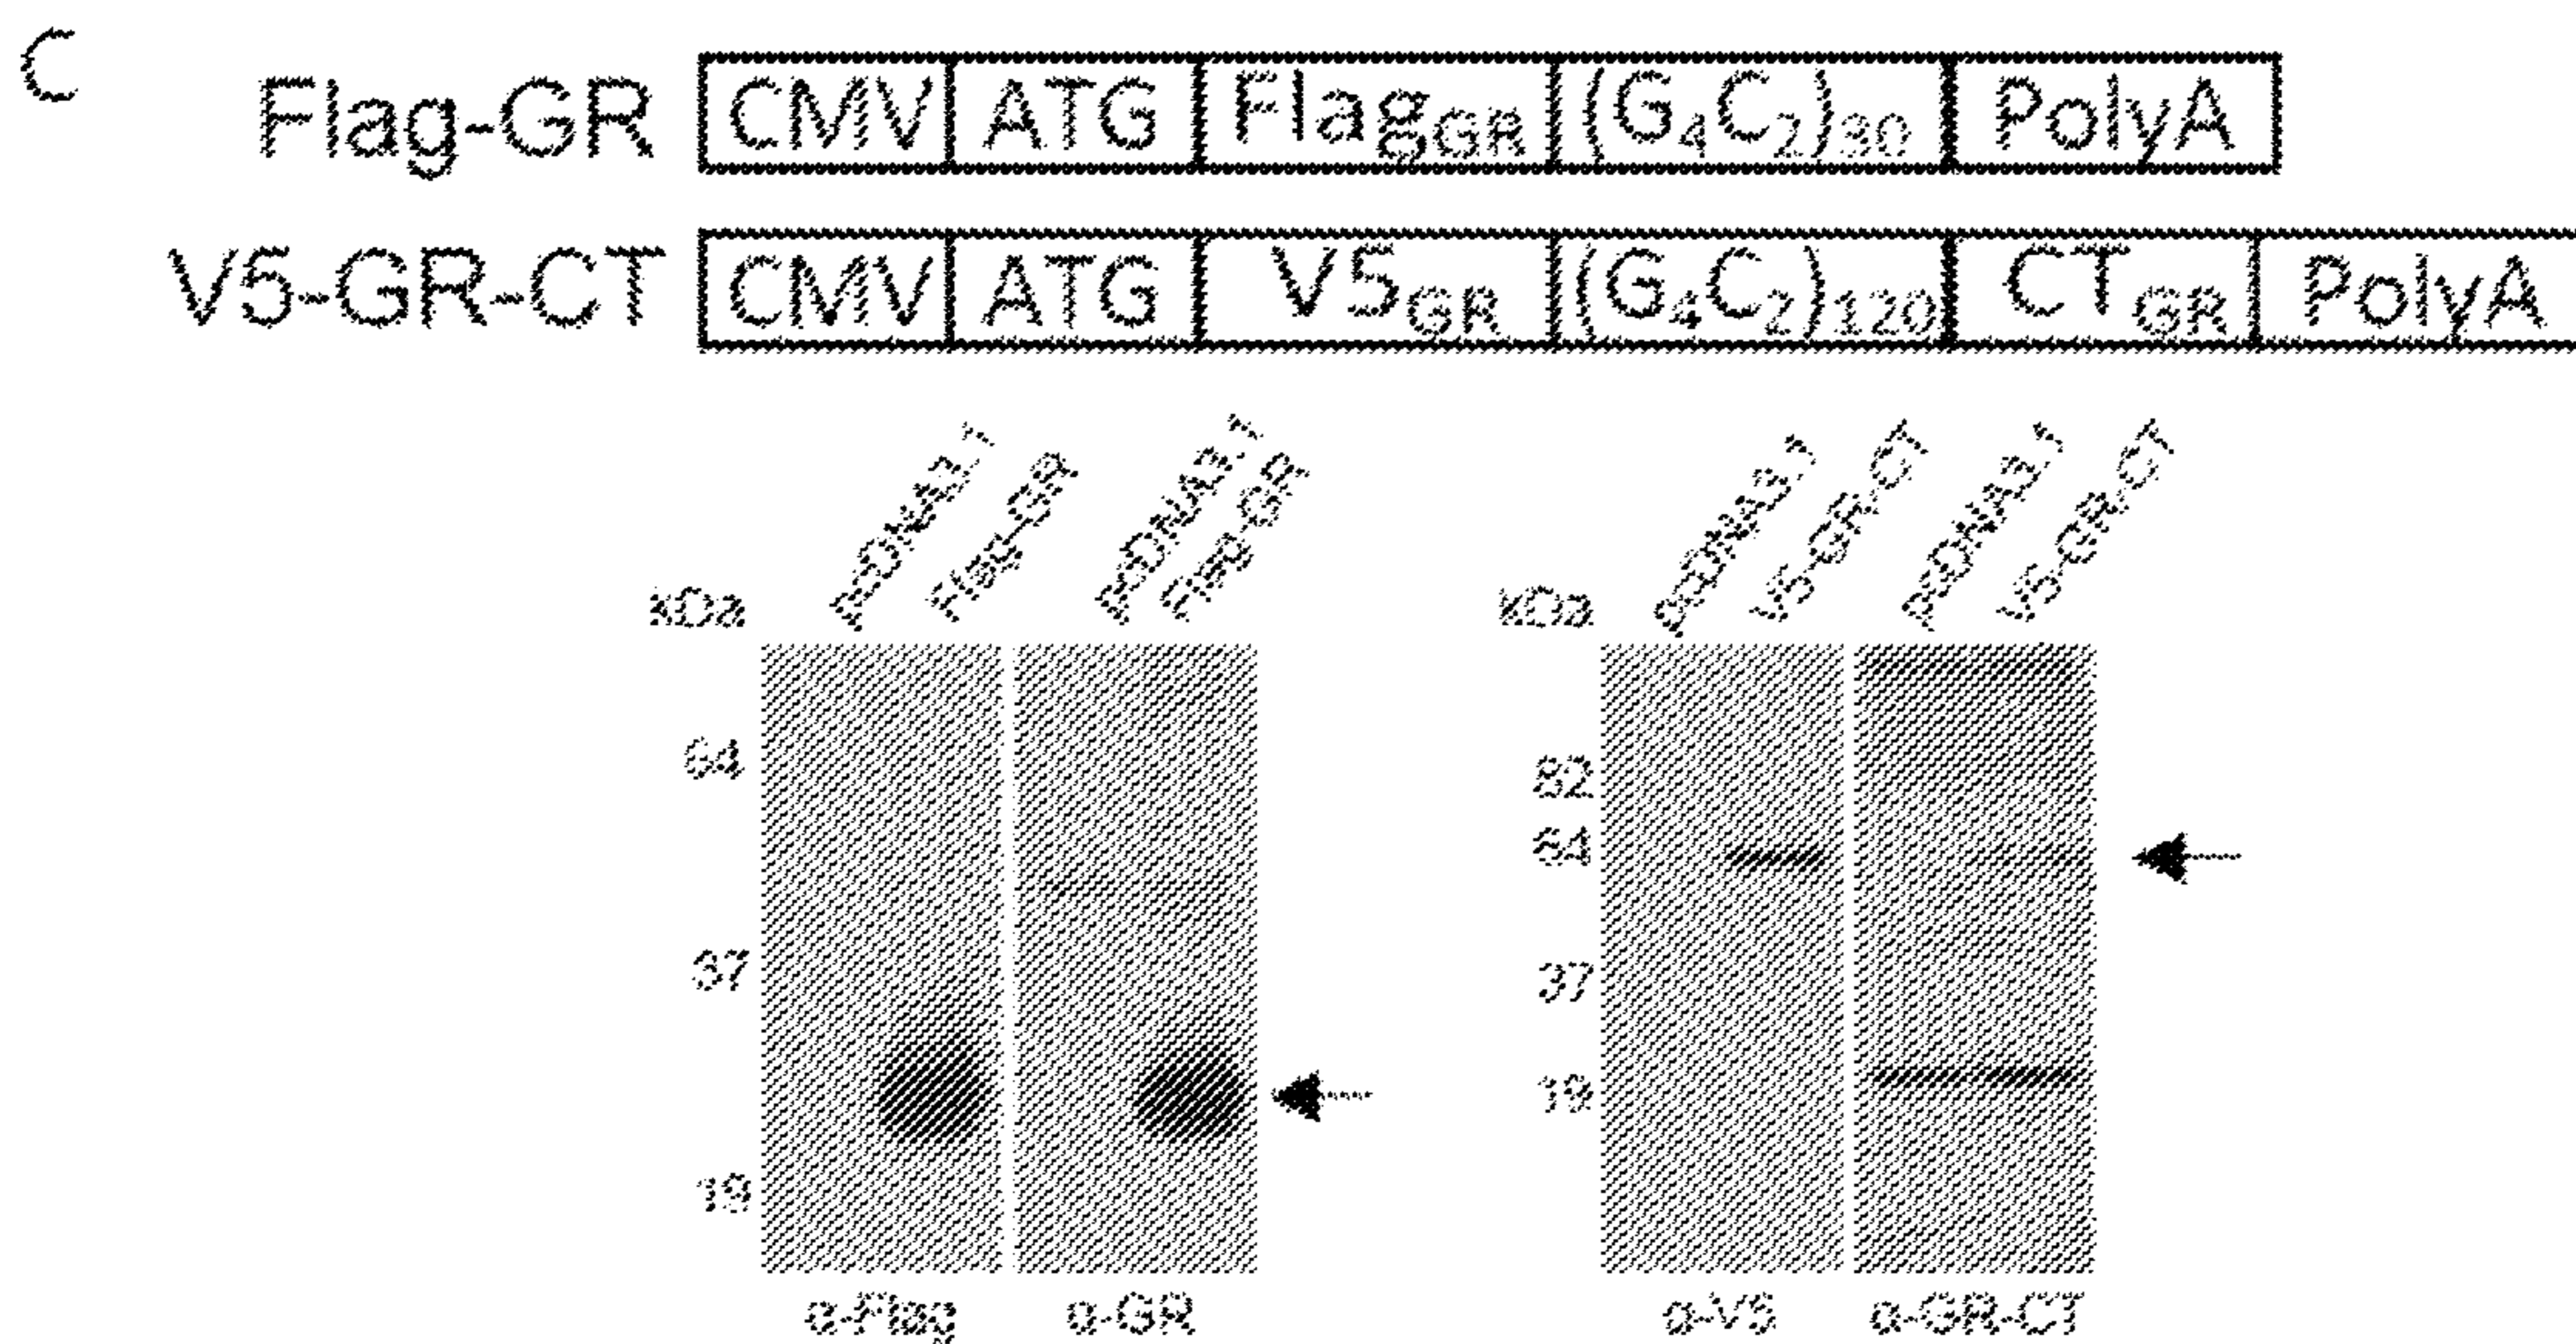 C
Flag-GR CMV ATG Flag_GR (G₄C₂)₃₀ PolyA
V5-GR-CT CMV ATG V5_GR (G₄C₂)₁₂₀ CT_GR PolyA
kDa pcDNA3.1 Flag-GR pcDNA3.1 Flag-GR
64
37
19
α-Flag α-GR
kDa pcDNA3.1 V5-GR-CT pcDNA3.1 V5-GR-CT
82
64
37
19
α-V5 α-GR-CT